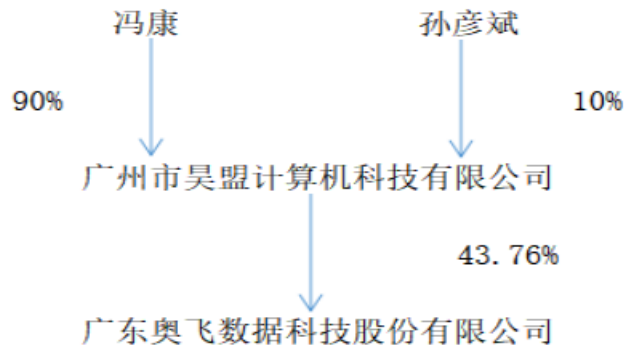 冯康 孙彦斌
90% 10%
广州市昊盟计算机科技有限公司
43.76%
广东奥飞数据科技股份有限公司